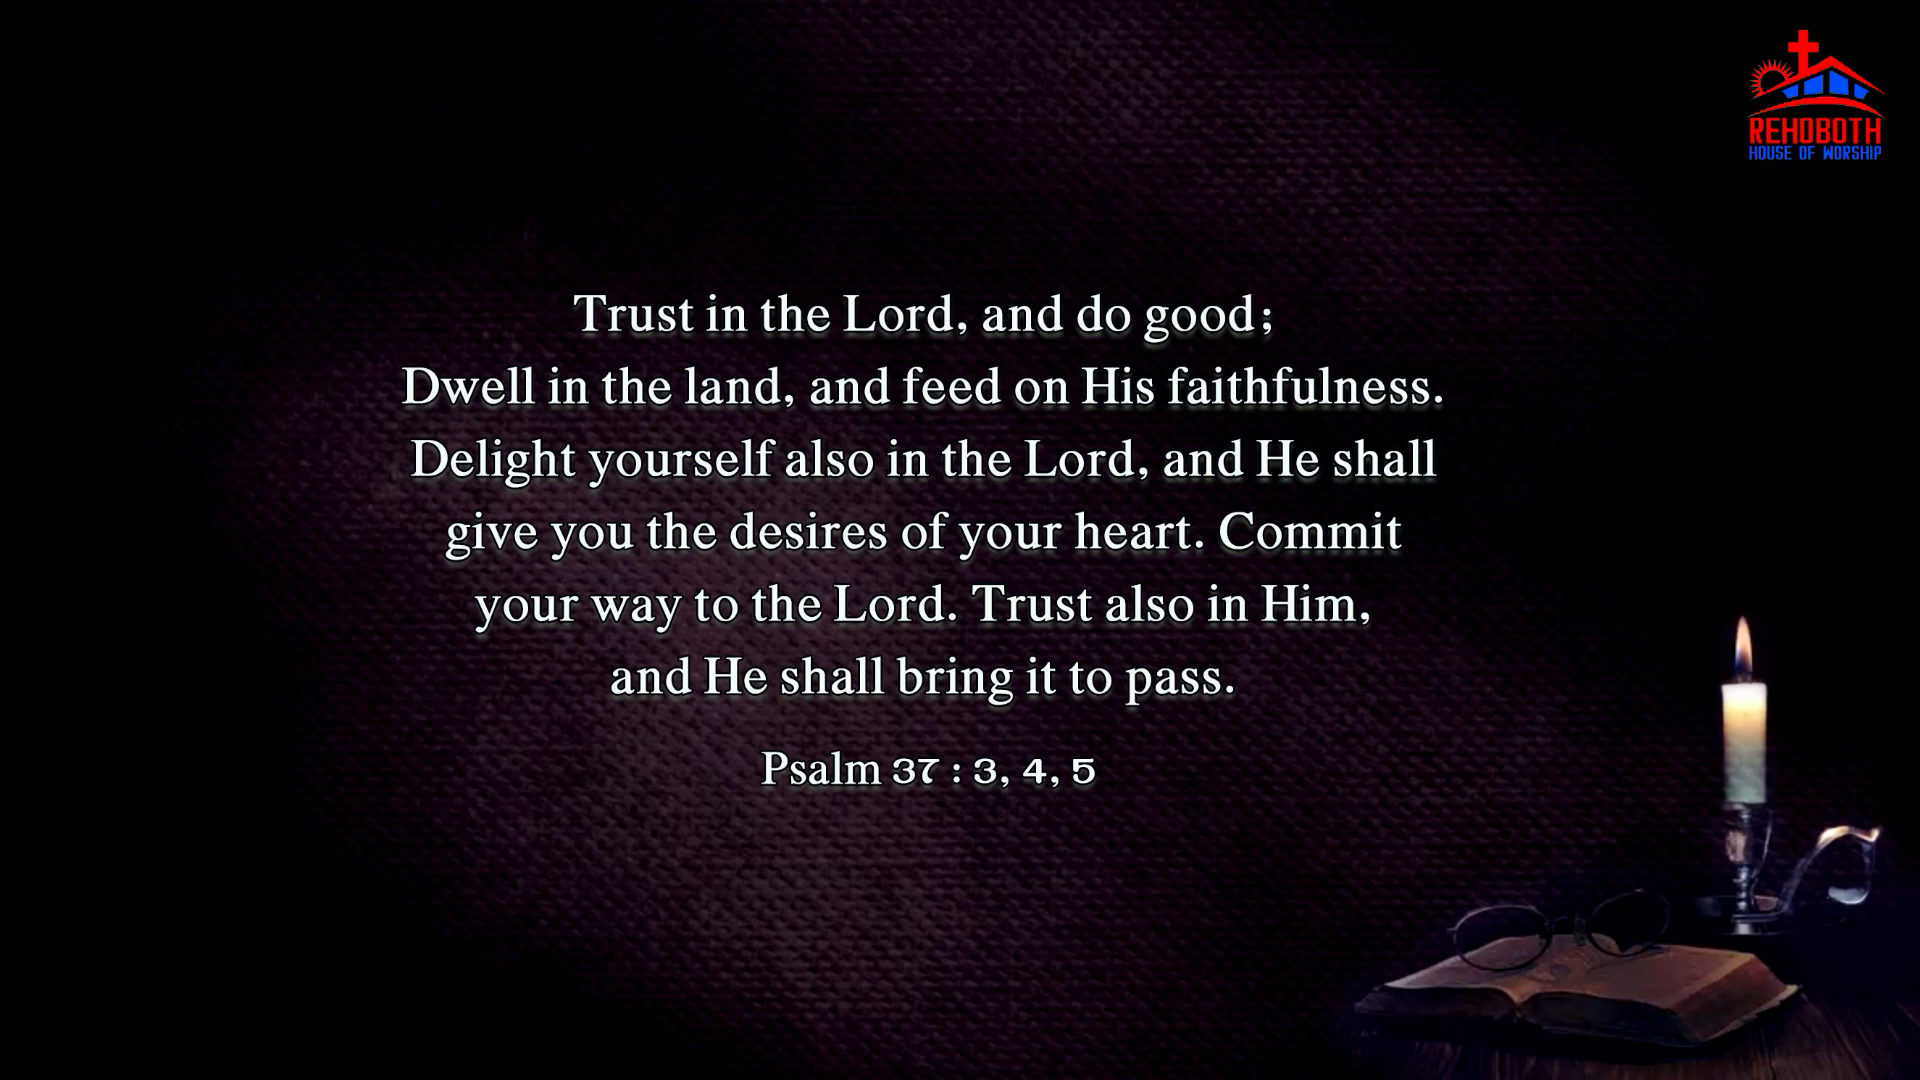 REHOBOTH
HOUSE OF WORSHIP
Trust in the Lord, and do good;
Dwell in the land, and feed on His faithfulness.
Delight yourself also in the Lord, and He shall
give you the desires of your heart. Commit
your way to the Lord. Trust also in Him,
and He shall bring it to pass.
Psalm 37 : 3, 4, 5